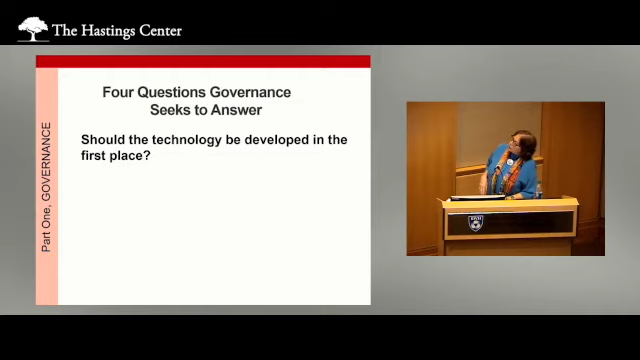 The Hastings Center
Four Questions Governance
Seeks to Answer
Should the technology be developed in the
first place?
Part One, GOVERNANCE